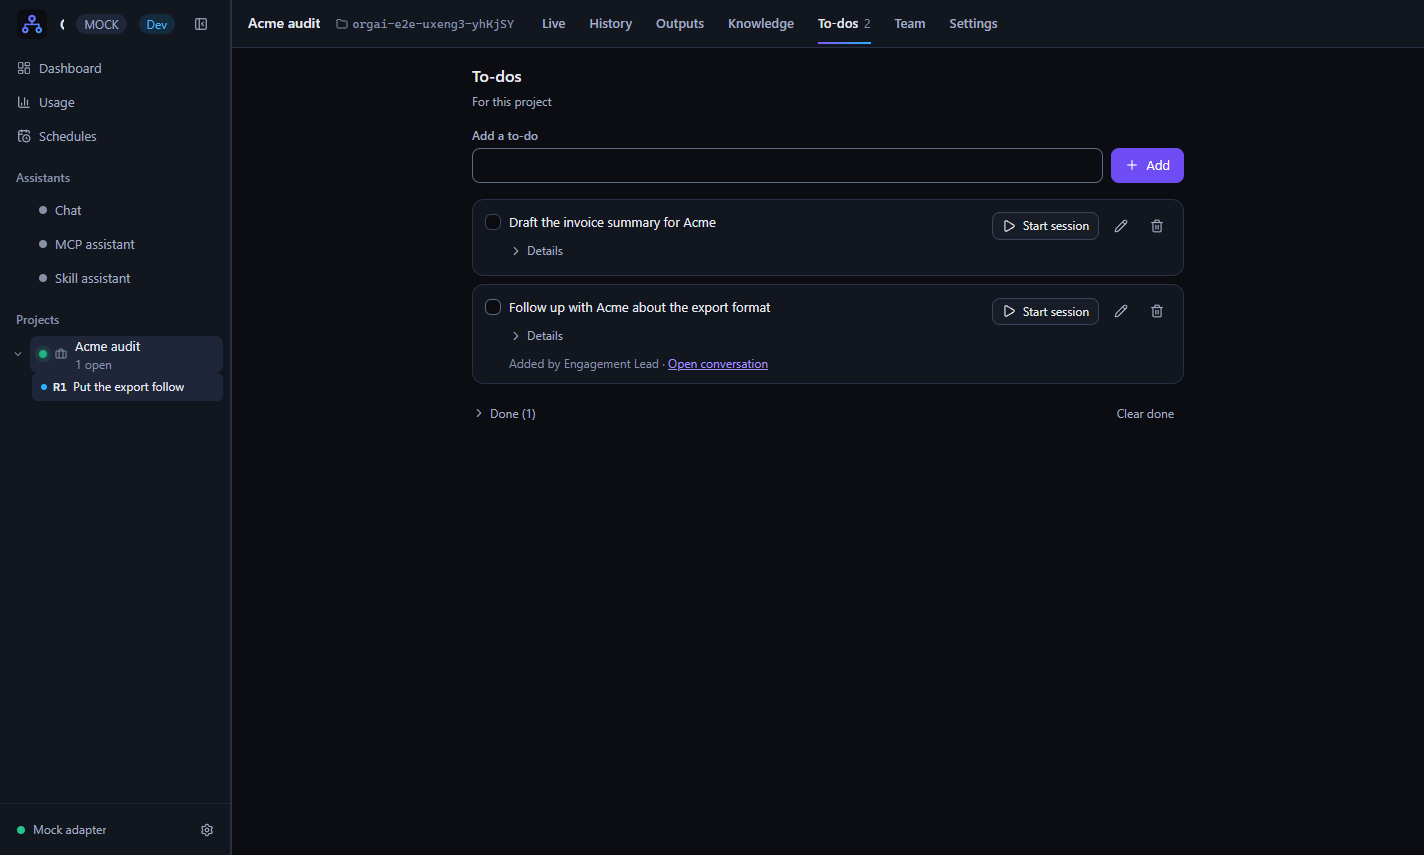 MOCK
Dev
Dashboard
Usage
Schedules
Assistants
Chat
MCP assistant
Skill assistant
Projects
Acme audit
1 open
R1 Put the export follow
Mock adapter
Acme audit orgai-e2e-uxeng3-yhKjSY Live History Outputs Knowledge To-dos 2 Team Settings
To-dos
For this project
Add a to-do
Add
Draft the invoice summary for Acme
Start session
Details
Follow up with Acme about the export format
Start session
Details
Added by Engagement Lead · Open conversation
Done (1)
Clear done